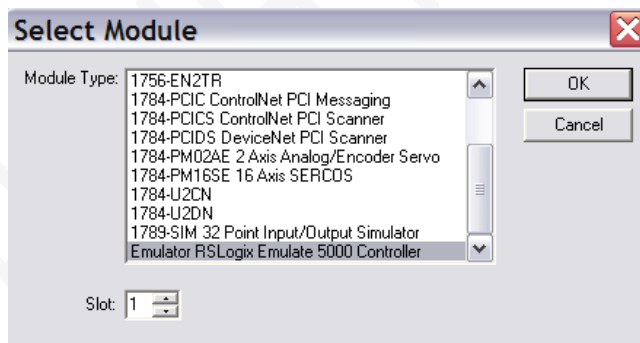 Select Module
Module Type:
1756-EN2TR
1784-PCIC ControlNet PCI Messaging
1784-PCICS ControlNet PCI Scanner
1784-PCIDS DeviceNet PCI Scanner
1784-PM02AE 2 Axis Analog/Encoder Servo
1784-PM16SE 16 Axis SERCOS
1784-U2CN
1784-U2DN
1789-SIM 32 Point Input/Output Simulator
Emulator RSLogix Emulate 5000 Controller
OK
Cancel
Slot: 1